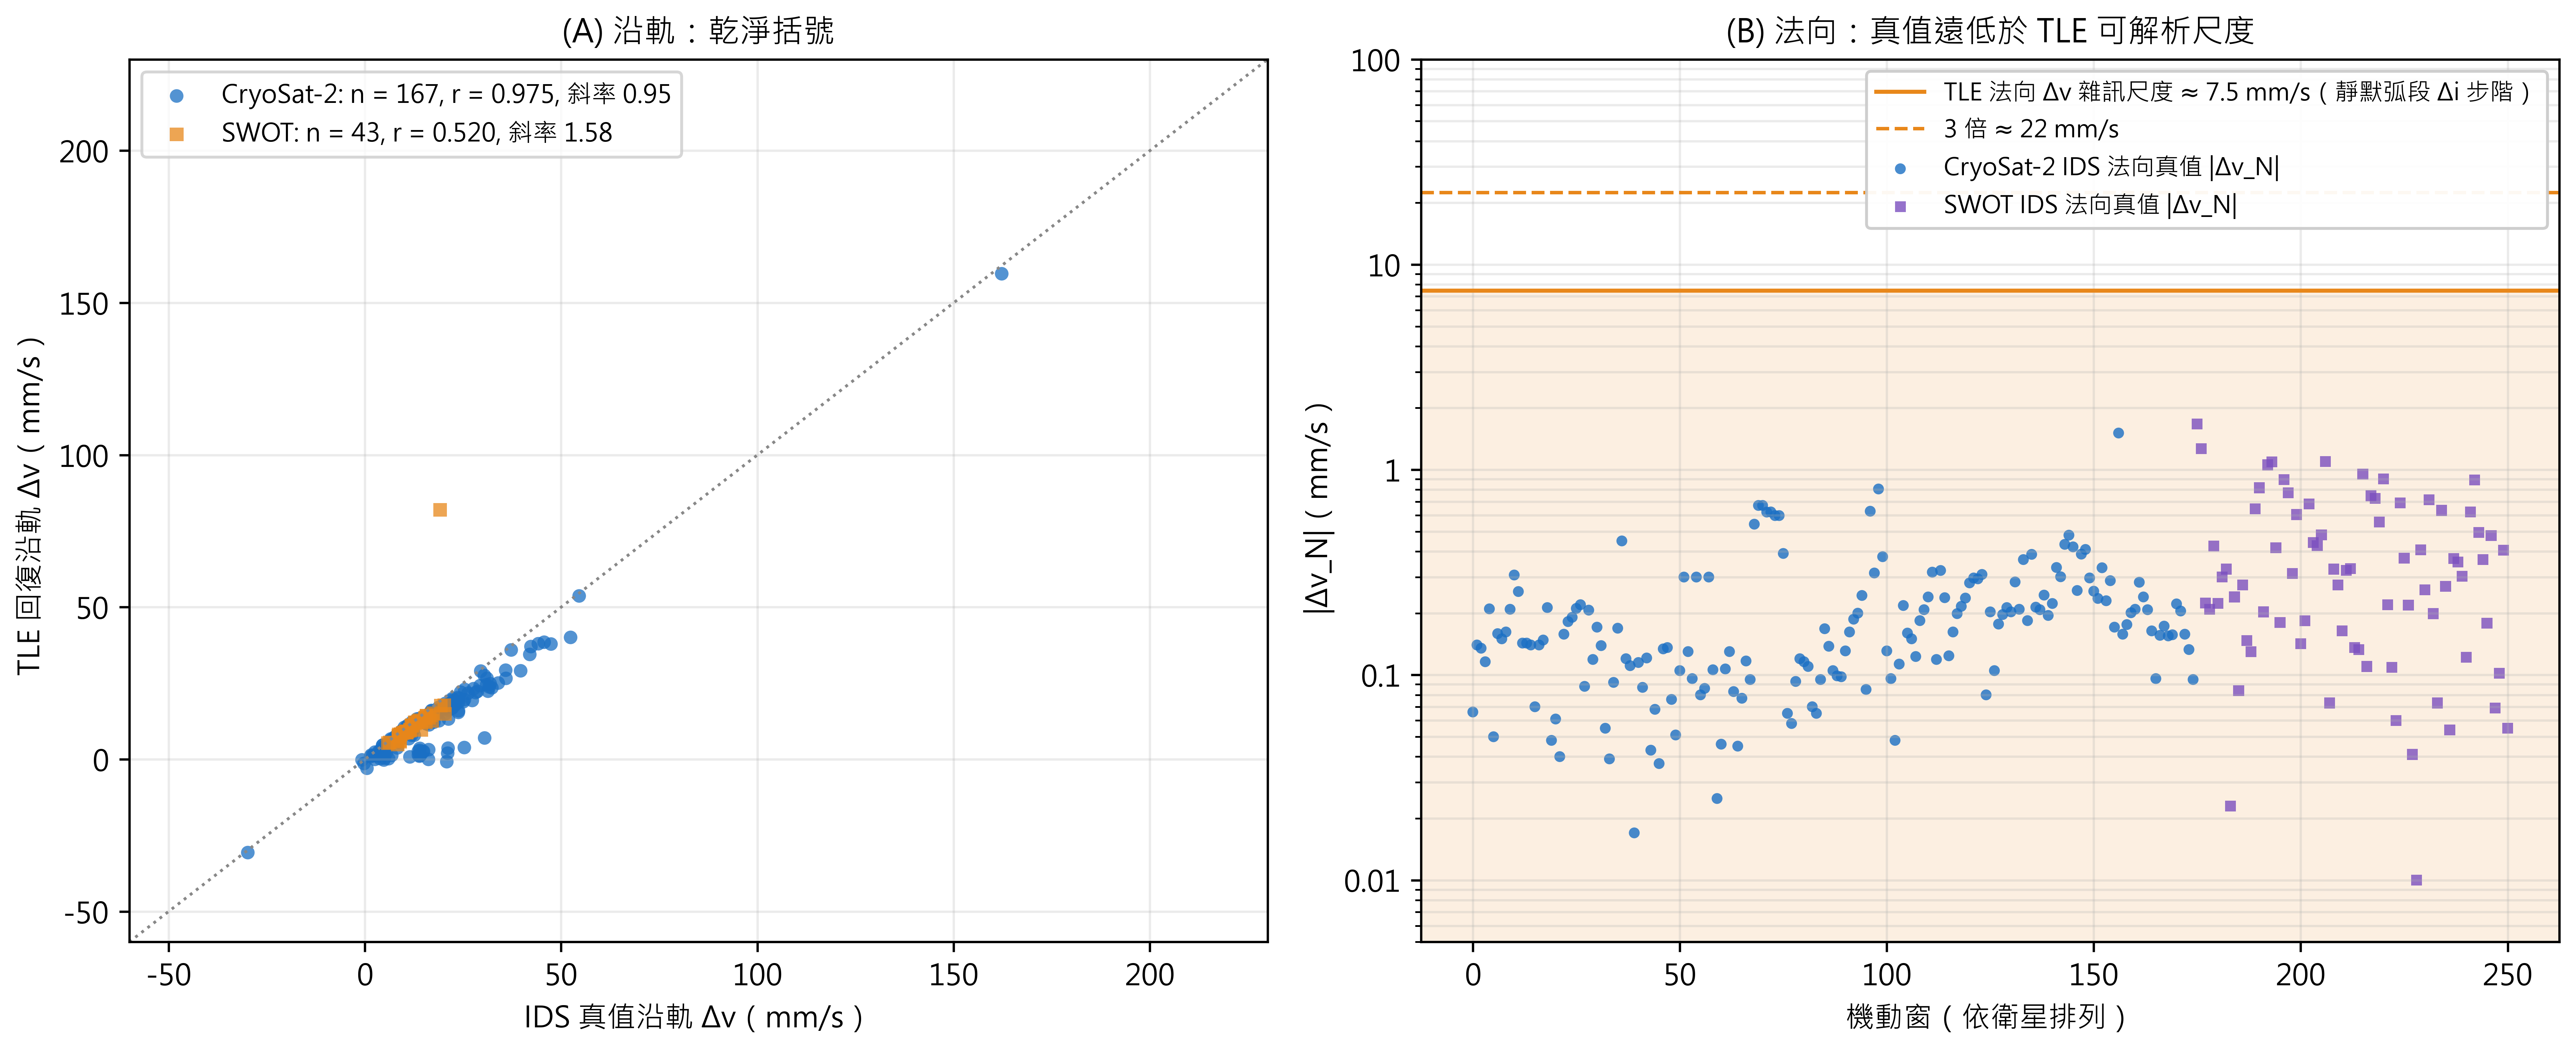 (A) 沿軌：乾淨括號
CryoSat-2: n = 167, r = 0.975, 斜率 0.95
SWOT: n = 43, r = 0.520, 斜率 1.58
TLE 回復沿軌 Δv（mm/s）
200
150
100
50
0
-50
-50
0
50
100
150
200
IDS 真值沿軌 Δv（mm/s）
(B) 法向：真值遠低於 TLE 可解析尺度
TLE 法向 Δv 雜訊尺度 ≈ 7.5 mm/s（靜默弧段 Δi 步階）
3 倍 ≈ 22 mm/s
CryoSat-2 IDS 法向真值 |Δv_N|
SWOT IDS 法向真值 |Δv_N|
|Δv_N|（mm/s）
100
10
1
0.1
0.01
0
50
100
150
200
250
機動窗（依衛星排列）